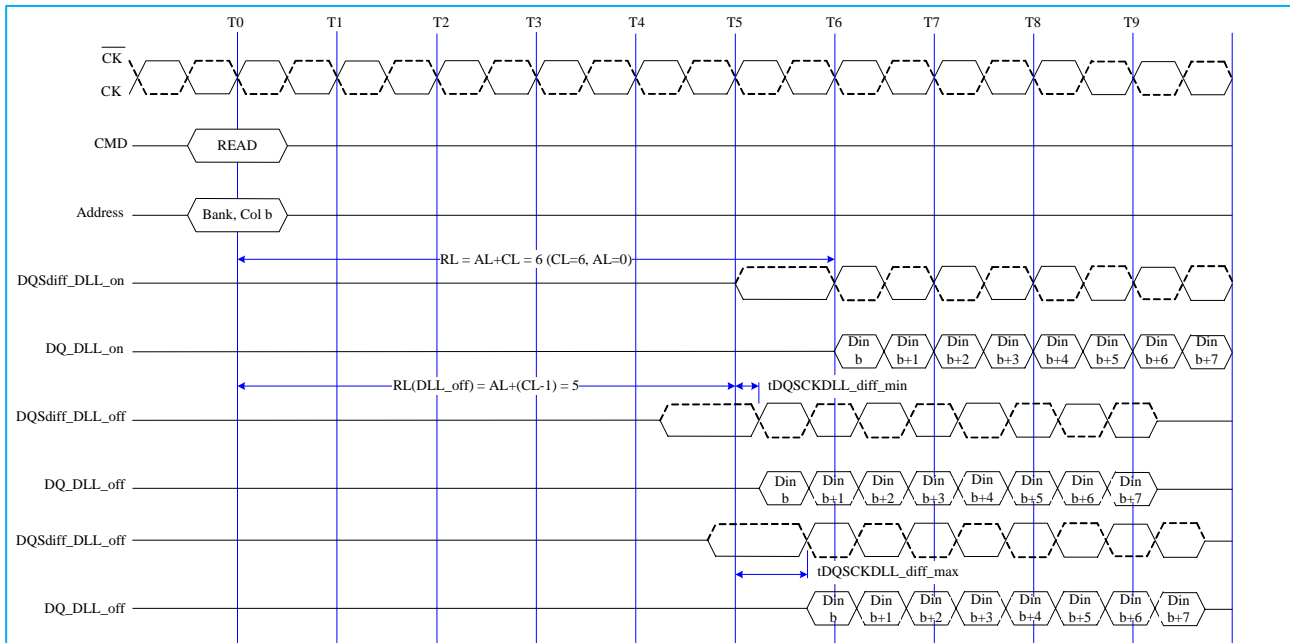 T0 T1 T2 T3 T4 T5 T6 T7 T8 T9
CK
CK
CMD READ
Address Bank, Col b
RL = AL+CL = 6 (CL=6, AL=0)
DQSdiff_DLL_on
DQ_DLL_on Din b Din b+1 Din b+2 Din b+3 Din b+4 Din b+5 Din b+6 Din b+7
RL(DLL_off) = AL+(CL-1) = 5 tDQSCKDLL_diff_min
DQSdiff_DLL_off
DQ_DLL_off Din b Din b+1 Din b+2 Din b+3 Din b+4 Din b+5 Din b+6 Din b+7
DQSdiff_DLL_off
tDQSCKDLL_diff_max
DQ_DLL_off Din b Din b+1 Din b+2 Din b+3 Din b+4 Din b+5 Din b+6 Din b+7